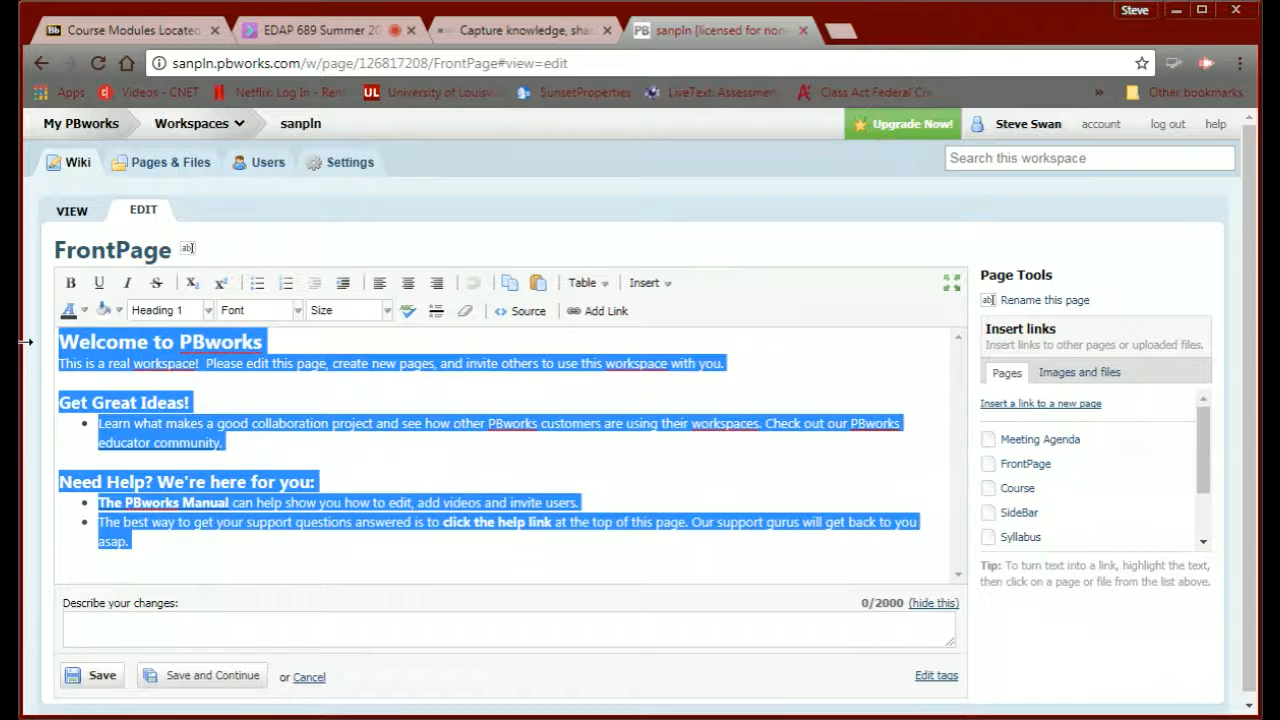 Steve
Course Modules Located
EDAP 689 Summer 20
Capture knowledge, sha
PB sanpln [licensed for non-
sanpln.pbworks.com/w/page/126817208/FrontPage#view=edit
Apps Videos - CNET Netflix Log In - Ren UL University of Louisv SunsetProperties LiveText Assessmen Class Act Federal Cre » Other bookmarks
My PBworks Workspaces sanpln Upgrade Now! Steve Swan account log out help
Wiki Pages & Files Users Settings Search this workspace
VIEW EDIT
FrontPage
B U I S X₂ X² Table Insert
A Heading 1 Font Size Source Add Link
Welcome to PBworks
This is a real workspace! Please edit this page, create new pages, and invite others to use this workspace with you.
Get Great Ideas!
Learn what makes a good collaboration project and see how other PBworks customers are using their workspaces. Check out our PBworks
educator community.
Need Help? We're here for you:
The PBworks Manual can help show you how to edit, add videos and invite users.
The best way to get your support questions answered is to click the help link at the top of this page. Our support gurus will get back to you
asap.
Describe your changes: 0/2000 (hide this)
Save Save and Continue or Cancel Edit tags
Page Tools
Rename this page
Insert links
Insert links to other pages or uploaded files.
Pages Images and files
Insert a link to a new page
Meeting Agenda
FrontPage
Course
SideBar
Syllabus
Tip: To turn text into a link, highlight the text,
then click on a page or file from the list above.